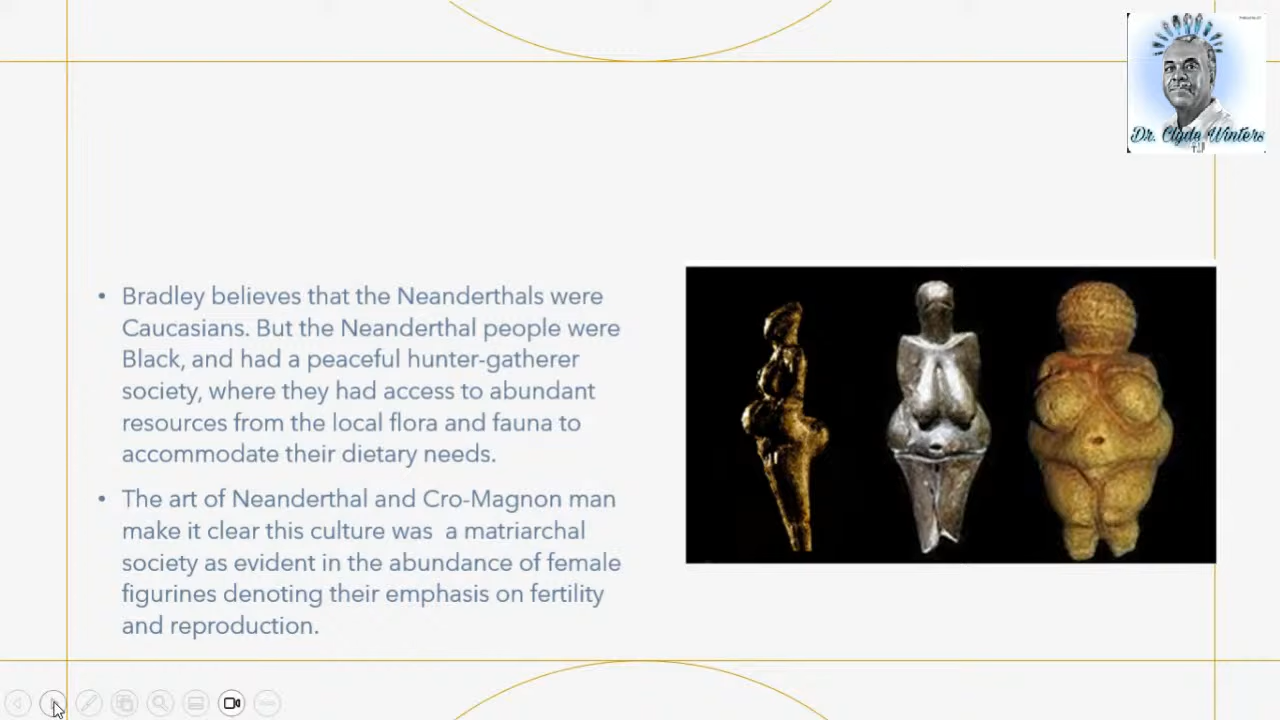 Dr. Clyde Winters
Bradley believes that the Neanderthals were
Caucasians. But the Neanderthal people were
Black, and had a peaceful hunter-gatherer
society, where they had access to abundant
resources from the local flora and fauna to
accommodate their dietary needs.
The art of Neanderthal and Cro-Magnon man
make it clear this culture was  a matriarchal
society as evident in the abundance of female
figurines denoting their emphasis on fertility
and reproduction.